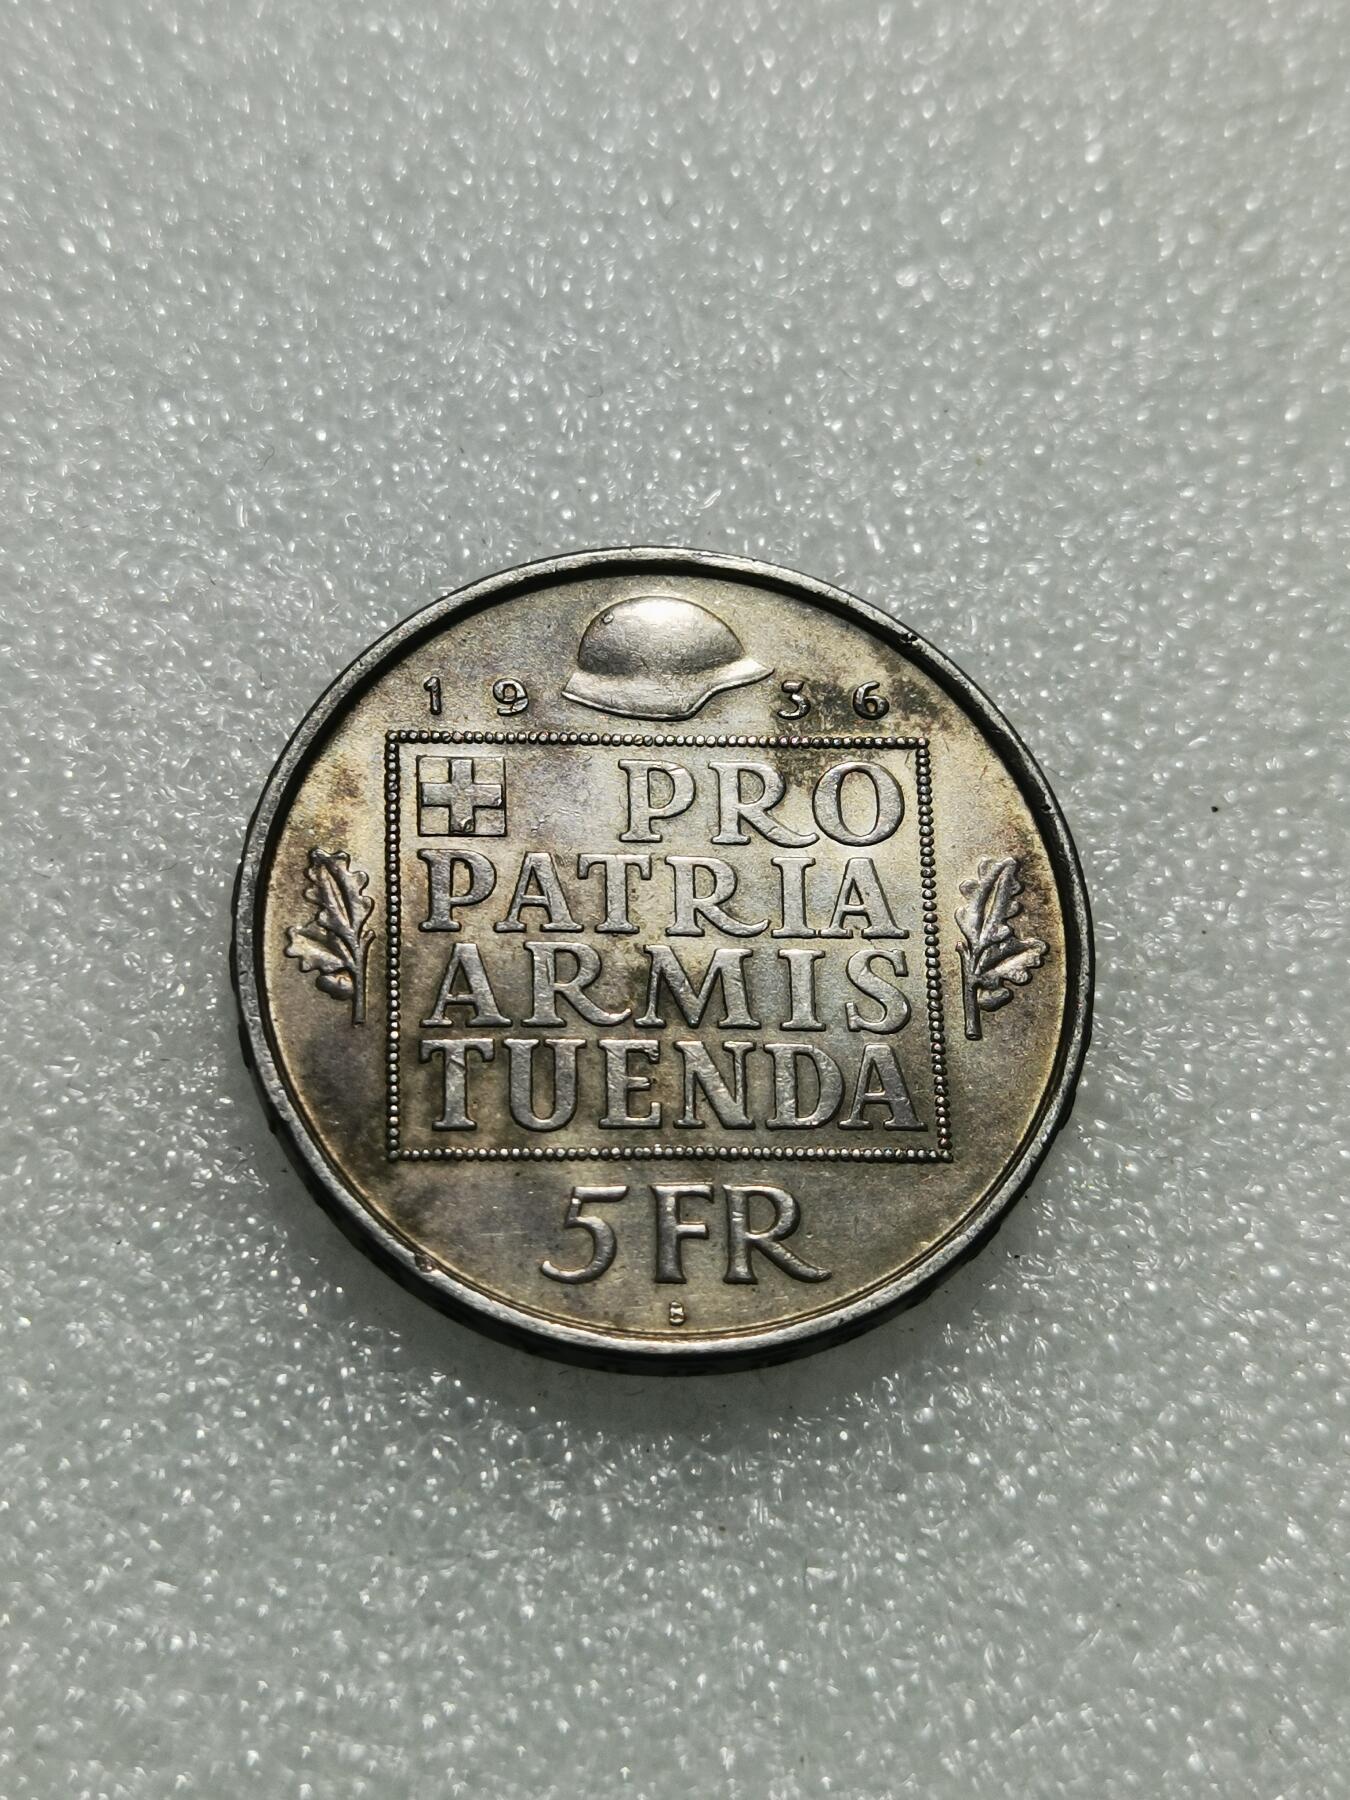 1936
PRO
PATRIA
ARMIS
TUENDA
5 FR
B